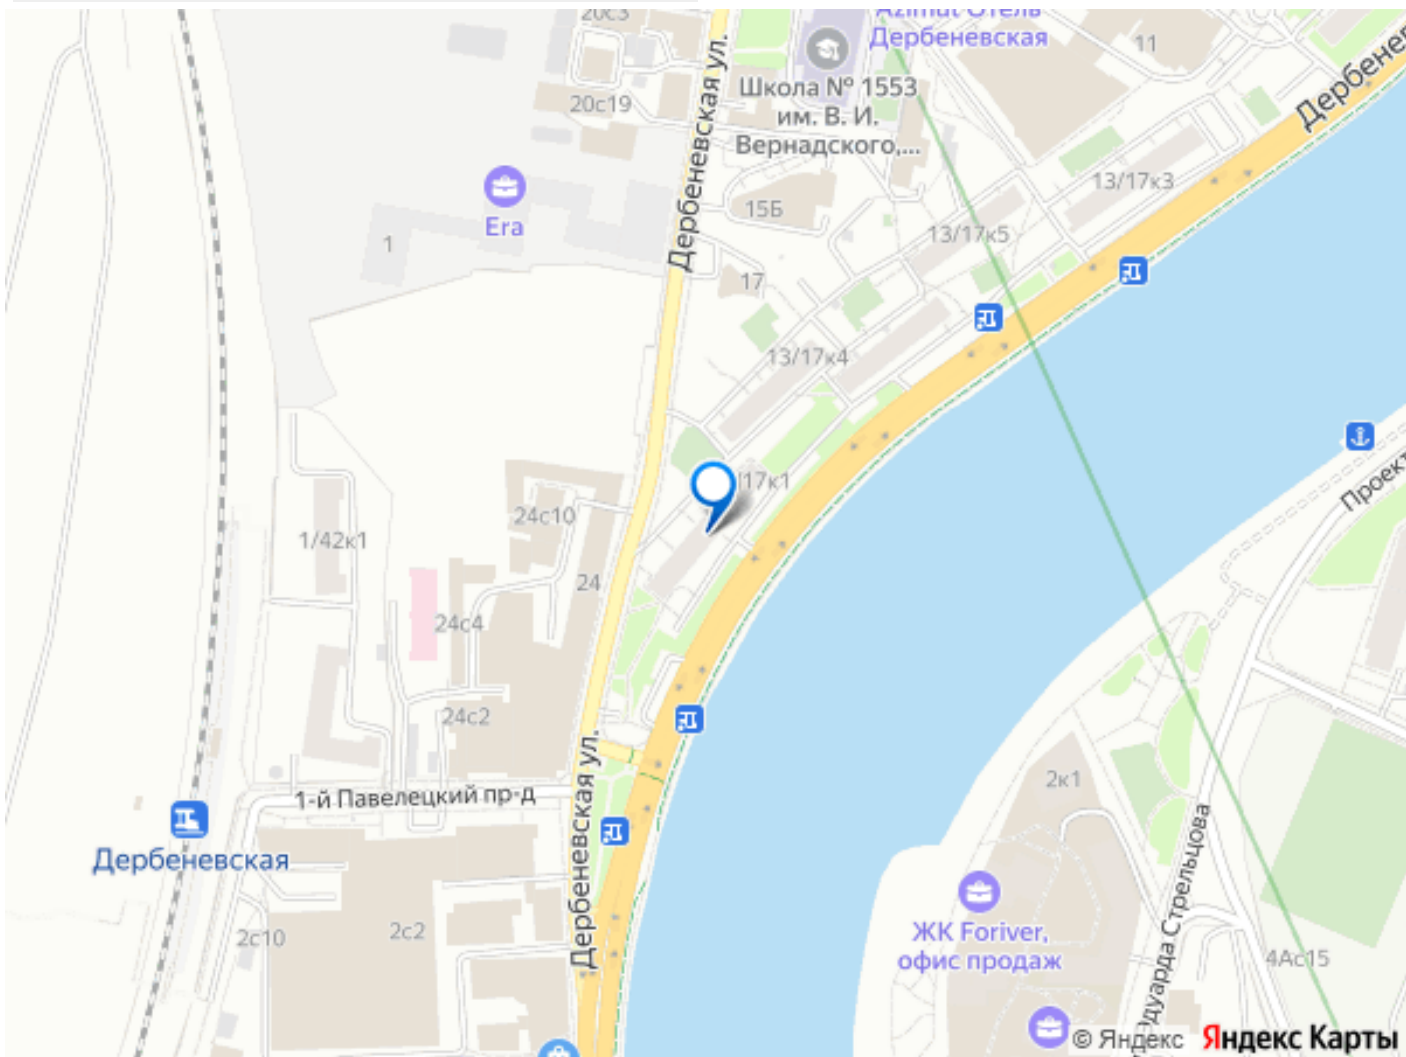 20с3
Azimut Отель
Дербеневская
11
Дербенев
Дербеневская ул.
20с19
Школа № 1553
им. В. И.
Вернадского,...
13/17к3
15Б
Era
1
13/17к5
17
13/17к4
/17к1
Проект
24с10
1/42к1
24
24с4
24с2
Дербеневская ул.
1-й Павелецкий пр-д
2к1
Дербеневская
Эдуарда Стрельцова
2с10
2с2
ЖК Foriver,
офис продаж
4Ас15
© Яндекс Яндекс Карты